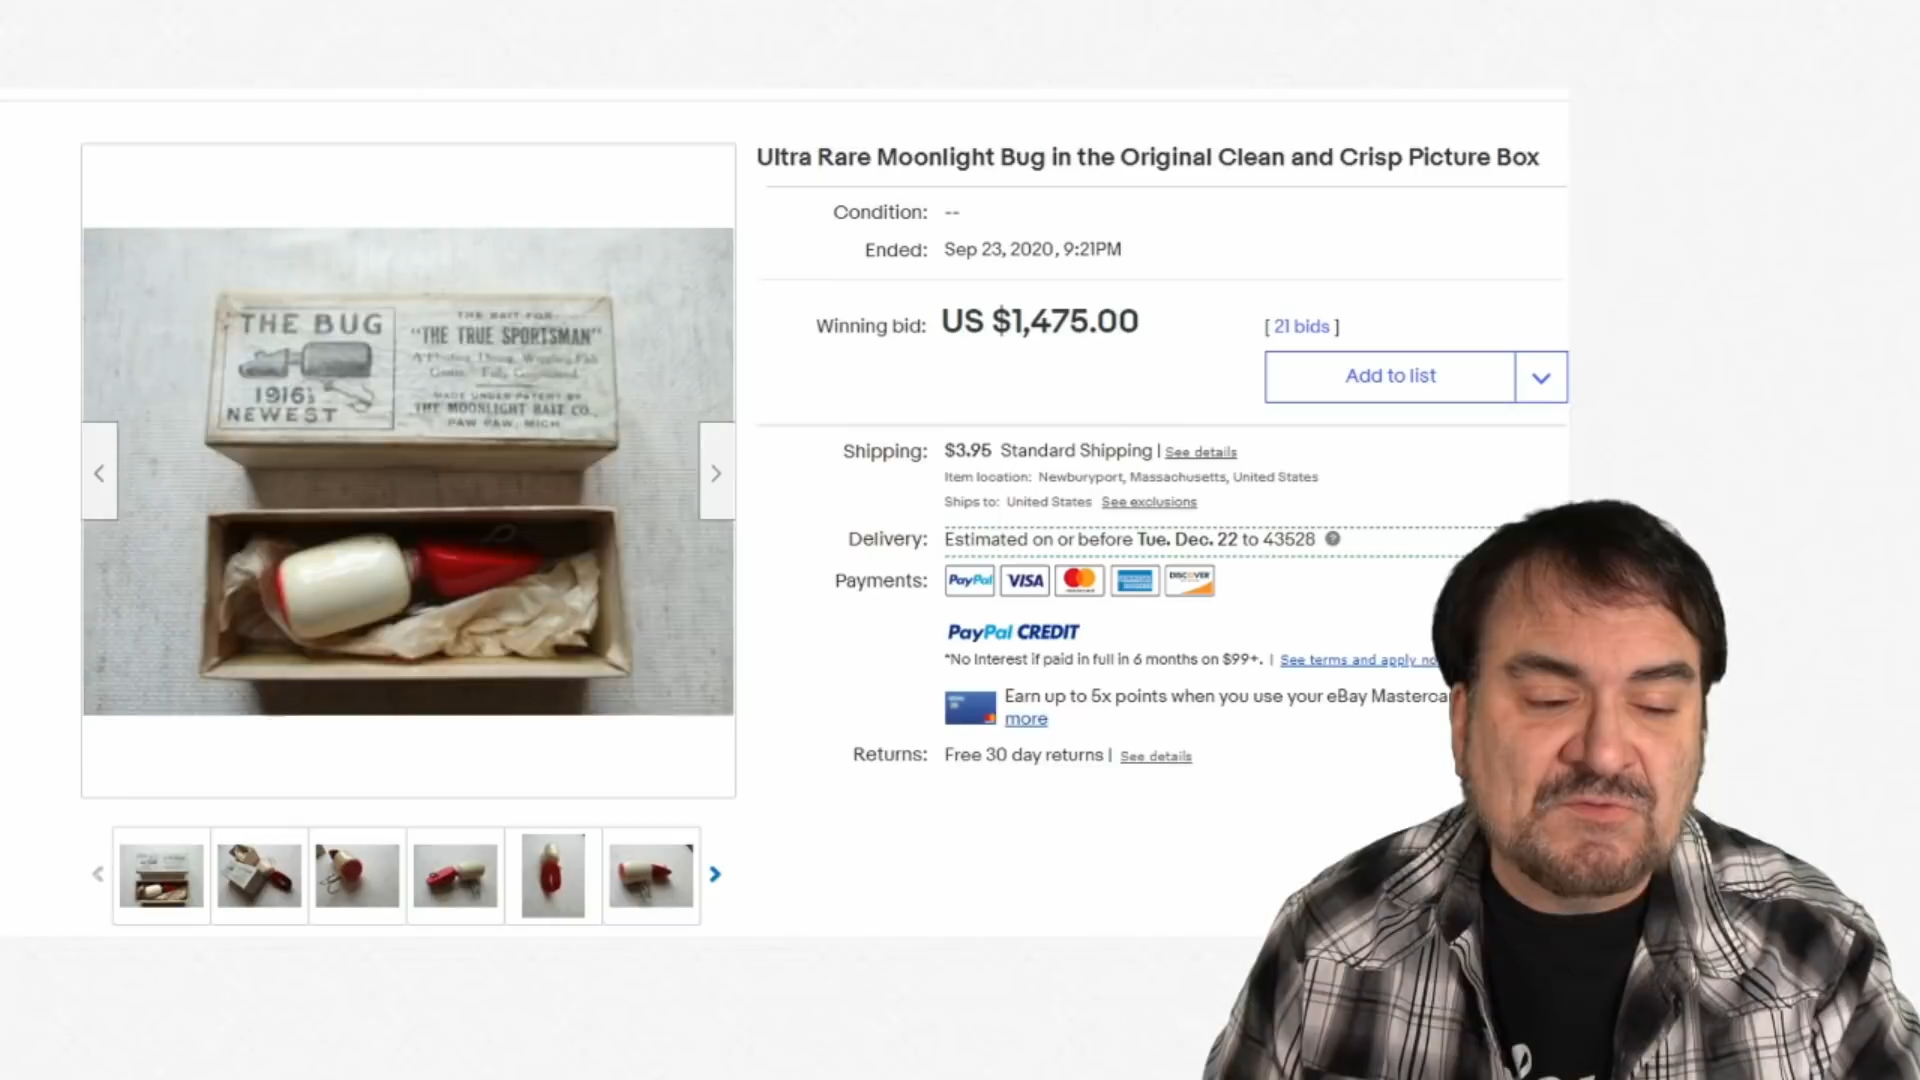 Ultra Rare Moonlight Bug in the Original Clean and Crisp Picture Box
Condition: --
Ended: Sep 23, 2020, 9:21PM
Winning bid: US $1,475.00 [ 21 bids ]
Add to list
Shipping: $3.95 Standard Shipping | See details
Item location: Newburyport, Massachusetts, United States
Ships to: United States See exclusions
Delivery: Estimated on or before Tue. Dec. 22 to 43528
Payments: PayPal VISA DISCOVER
PayPal CREDIT
*No Interest if paid in full in 6 months on $99+. | See terms and apply no
Earn up to 5x points when you use your eBay Masterca
more
Returns: Free 30 day returns | See details
THE BUG
1916's
NEWEST
THE BAIT FOR
"THE TRUE SPORTSMAN"
MADE UNDER PATENT BY
THE MOONLIGHT BAIT CO.,
PAW PAW, MICH